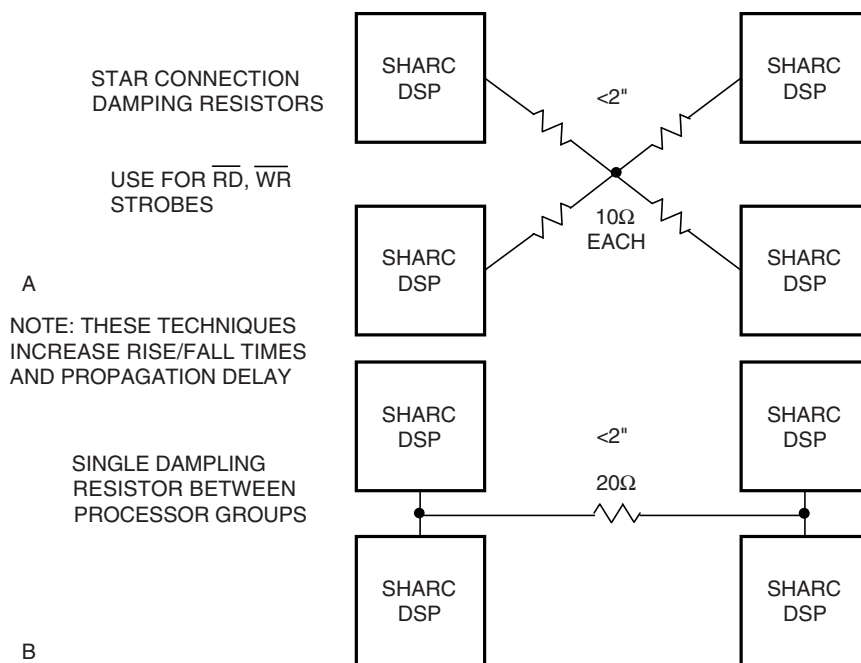 STAR CONNECTION
DAMPING RESISTORS
USE FOR R̅D̅, W̅R̅
STROBES
SHARC
DSP
<2"
SHARC
DSP
SHARC
DSP
10Ω
EACH
SHARC
DSP
A
NOTE: THESE TECHNIQUES
INCREASE RISE/FALL TIMES
AND PROPAGATION DELAY
SINGLE DAMPLING
RESISTOR BETWEEN
PROCESSOR GROUPS
SHARC
DSP
<2"
20Ω
SHARC
DSP
SHARC
DSP
SHARC
DSP
B